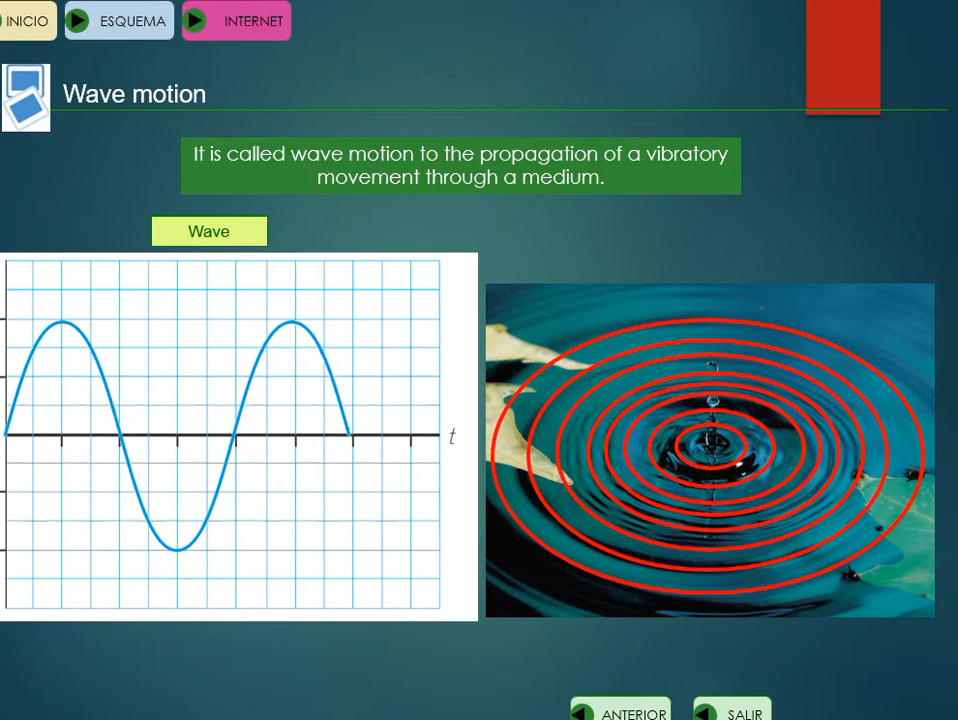 INICIO
ESQUEMA
INTERNET
Wave motion
It is called wave motion to the propagation of a vibratory
movement through a medium.
Wave
t
ANTERIOR
SALIR